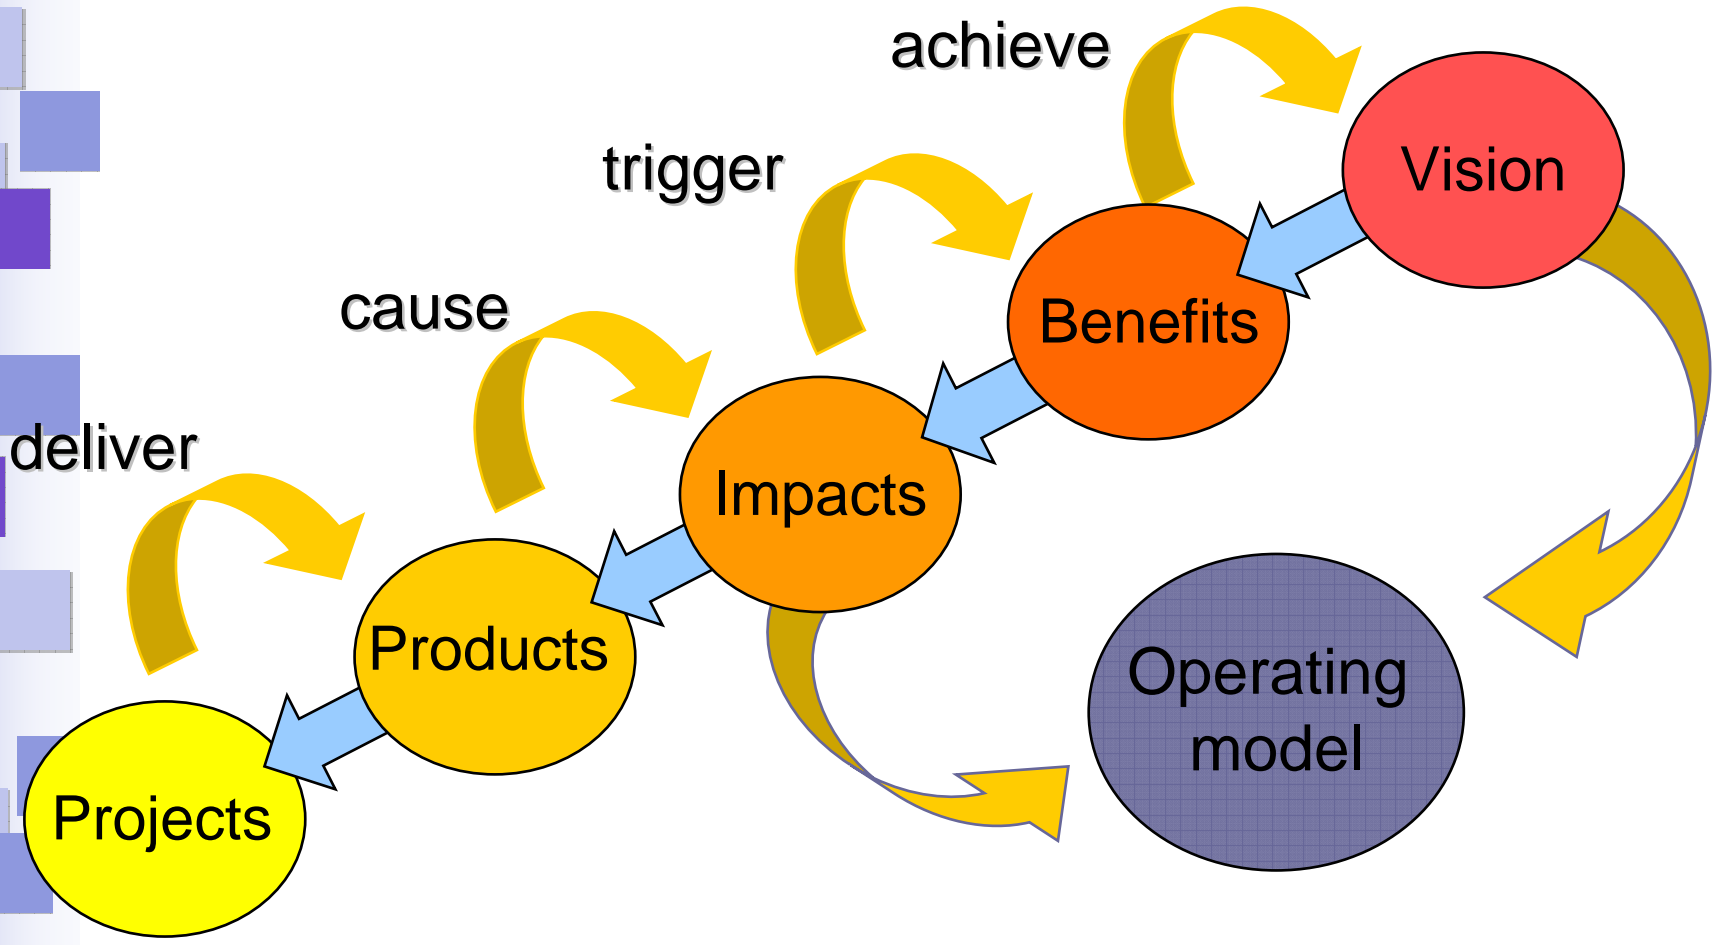 achieve
Vision
trigger
Benefits
cause
Impacts
deliver
Products
Operating
model
Projects